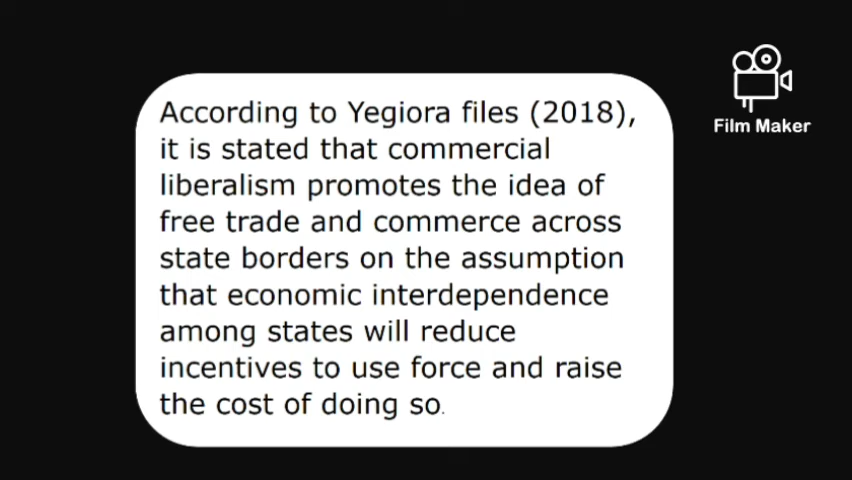 According to Yegiora files (2018),
it is stated that commercial
liberalism promotes the idea of
free trade and commerce across
state borders on the assumption
that economic interdependence
among states will reduce
incentives to use force and raise
the cost of doing so.
Film Maker